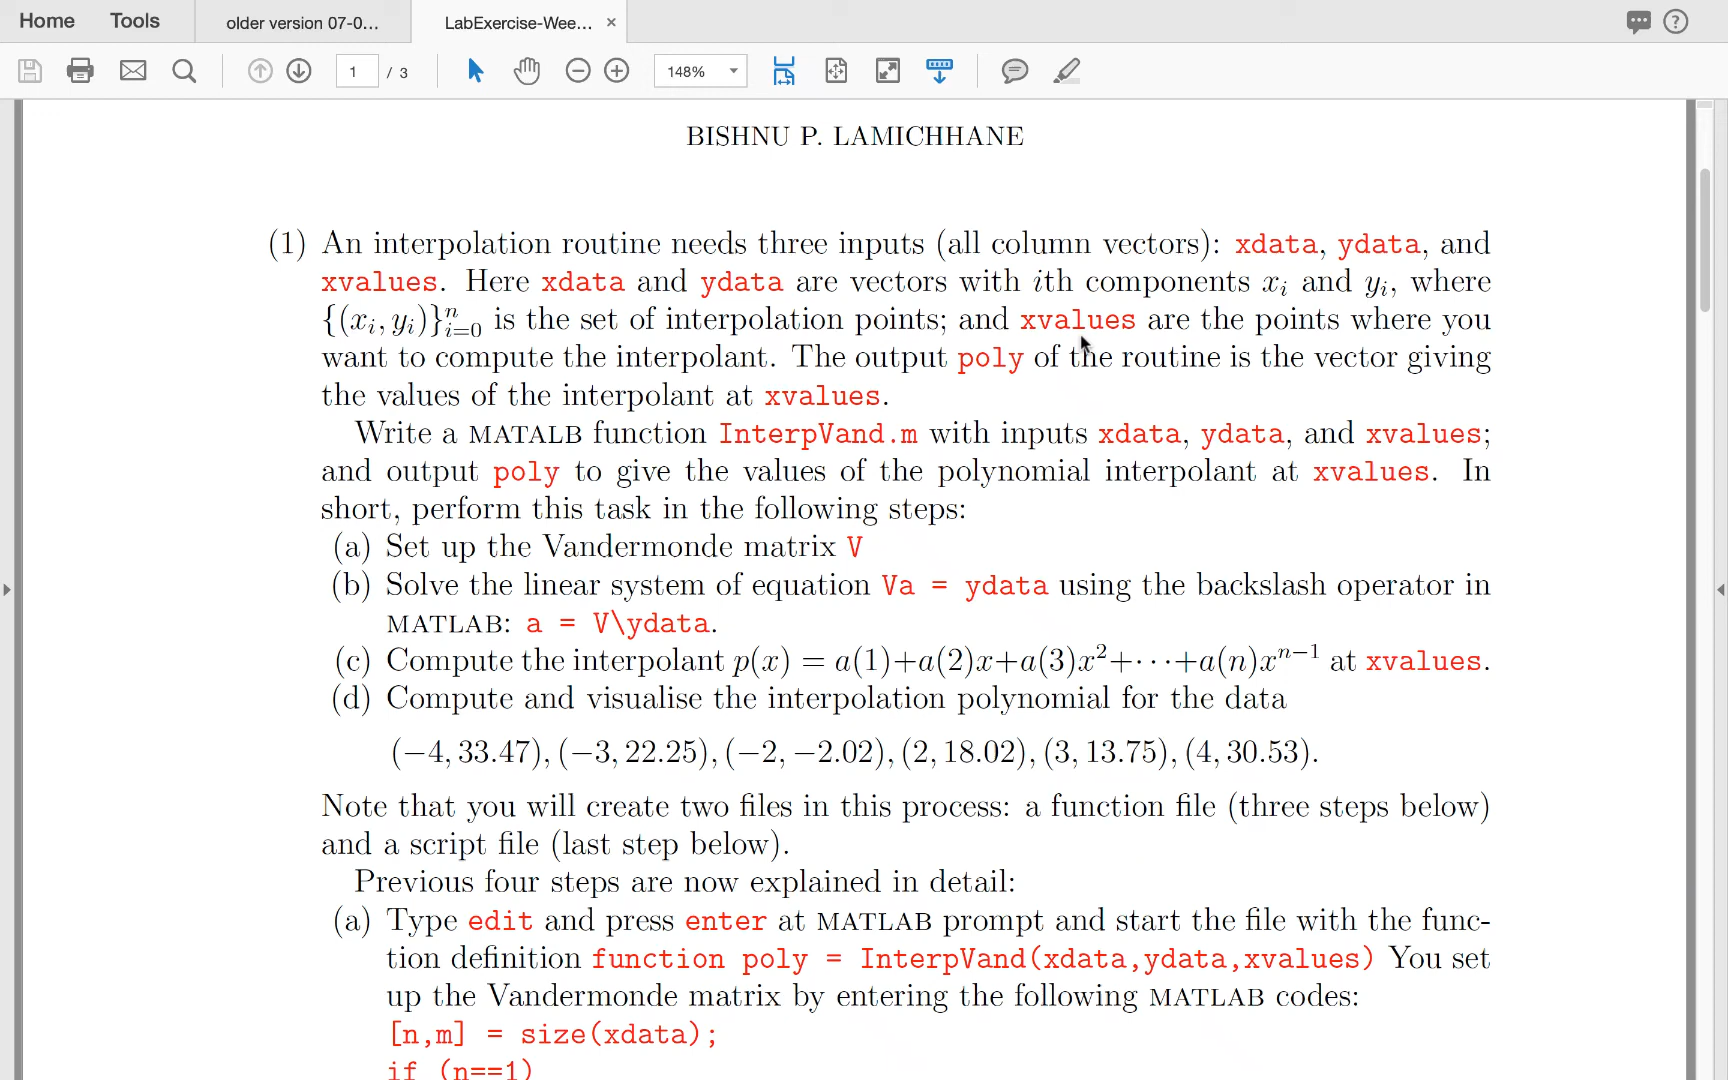 Home Tools older version 07-0... LabExercise-Wee... ×
1 / 3 148%
BISHNU P. LAMICHHANE
(1) An interpolation routine needs three inputs (all column vectors): xdata, ydata, and
xvalues. Here xdata and ydata are vectors with ith components xᵢ and yᵢ, where
{(xᵢ, yᵢ)}ⁿᵢ₌₀ is the set of interpolation points; and xvalues are the points where you
want to compute the interpolant. The output poly of the routine is the vector giving
the values of the interpolant at xvalues.
Write a MATALB function InterpVand.m with inputs xdata, ydata, and xvalues;
and output poly to give the values of the polynomial interpolant at xvalues. In
short, perform this task in the following steps:
(a) Set up the Vandermonde matrix V
(b) Solve the linear system of equation Va = ydata using the backslash operator in
MATLAB: a = V\ydata.
(c) Compute the interpolant p(x) = a(1)+a(2)x+a(3)x²+⋯+a(n)xⁿ⁻¹ at xvalues.
(d) Compute and visualise the interpolation polynomial for the data
(−4, 33.47), (−3, 22.25), (−2, −2.02), (2, 18.02), (3, 13.75), (4, 30.53).
Note that you will create two files in this process: a function file (three steps below)
and a script file (last step below).
Previous four steps are now explained in detail:
(a) Type edit and press enter at MATLAB prompt and start the file with the func-
tion definition function poly = InterpVand(xdata,ydata,xvalues) You set
up the Vandermonde matrix by entering the following MATLAB codes:
[n,m] = size(xdata);
if (n==1)